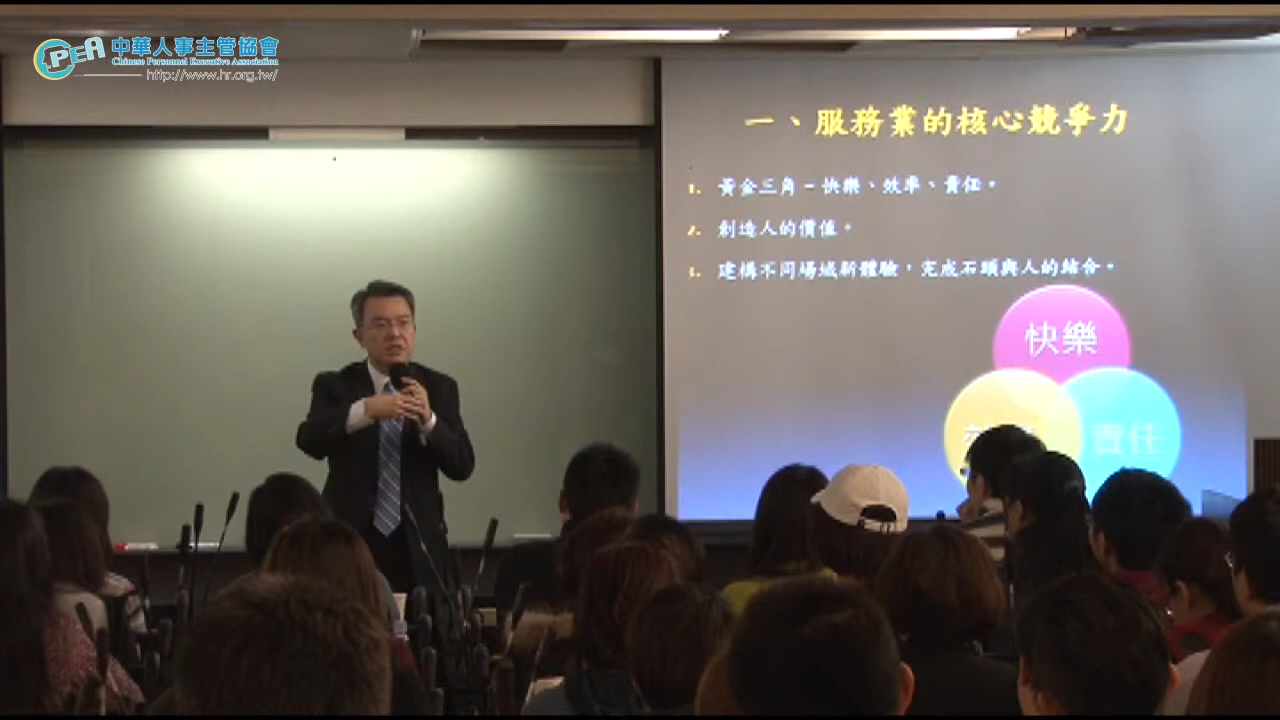 CPEA 中華人事主管協會
Chinese Personnel Executive Association
http://www.hr.org.tw/
一、服務業的核心競爭力
1. 黃金三角－快樂、效率、責任。
2. 創造人的價值。
3. 建構不同場域新體驗，完成石頭與人的結合。
快樂
責任